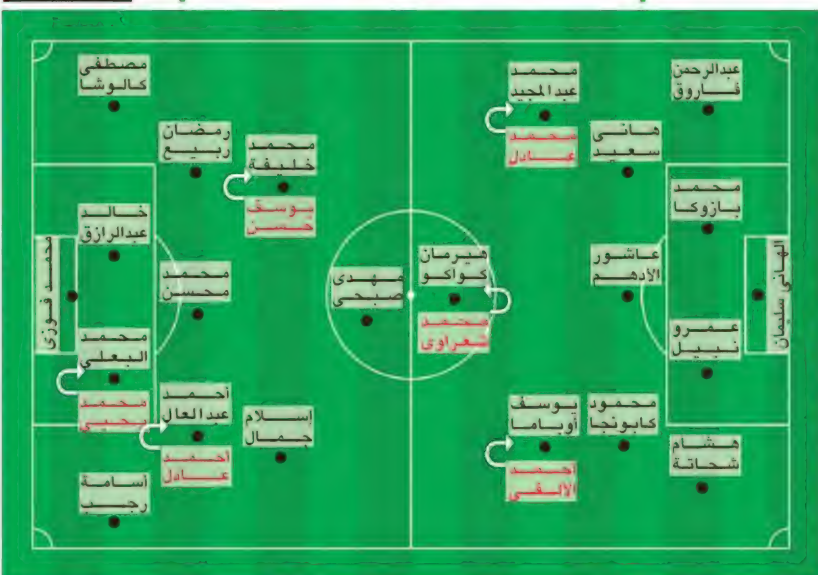 مصطفى
كالوشا
رمضان
ربيع
محمد
خليفة
يوسف
حسن
خالد
عبدالرازق
محمد
محسن
محمد فوزى
محمد
البعلى
محمد
يحيى
أحمد
عبدالعال
أحمد
عادل
إسلام
جمال
أسامة
رجب
مهدى
صبحى
محمد
عبدالمجيد
محمد
عادل
هانى
سعيد
عبدالرحمن
فاروق
محمد
بازوكا
هيرمان
كواكو
محمد
شعراوى
عاشور
الأدهم
عمرو
نبيل
الهانى سليمان
يوسف
أوباما
أحمد
الألفى
محمود
كابونجا
هشام
شحاتة